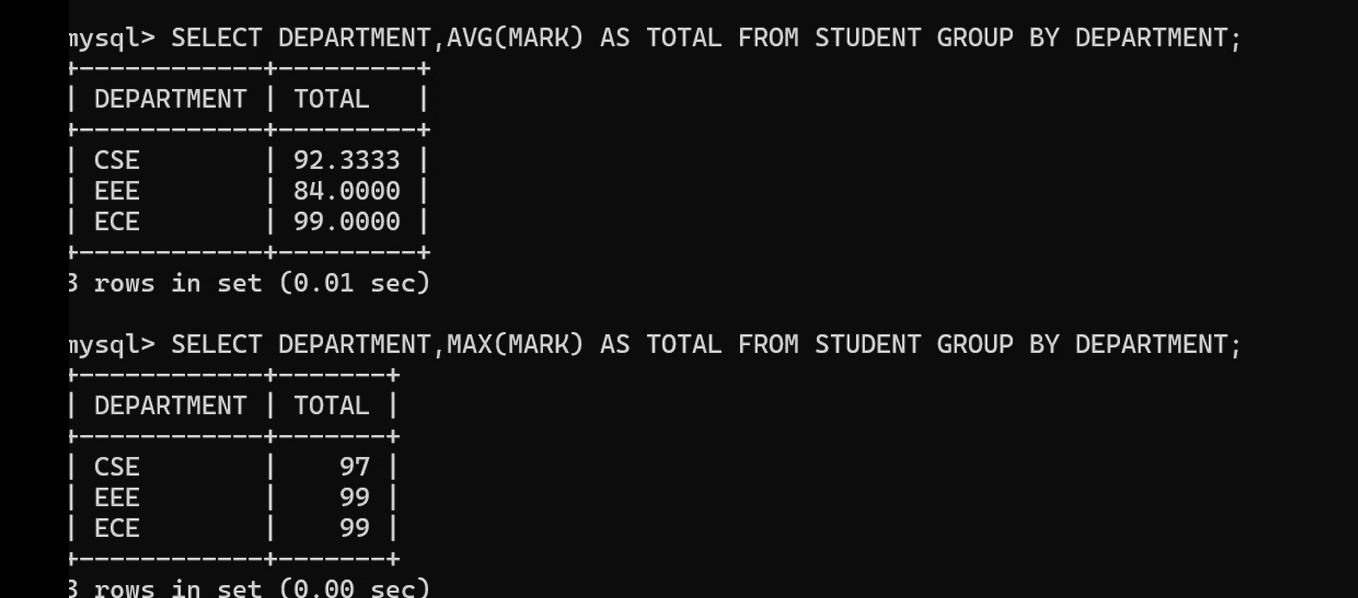 mysql> SELECT DEPARTMENT,AVG(MARK) AS TOTAL FROM STUDENT GROUP BY DEPARTMENT;
+------------+---------+
| DEPARTMENT | TOTAL   |
+------------+---------+
| CSE        | 92.3333 |
| EEE        | 84.0000 |
| ECE        | 99.0000 |
+------------+---------+
3 rows in set (0.01 sec)
mysql> SELECT DEPARTMENT,MAX(MARK) AS TOTAL FROM STUDENT GROUP BY DEPARTMENT;
+------------+-------+
| DEPARTMENT | TOTAL |
+------------+-------+
| CSE        |    97 |
| EEE        |    99 |
| ECE        |    99 |
+------------+-------+
3 rows in set (0.00 sec)